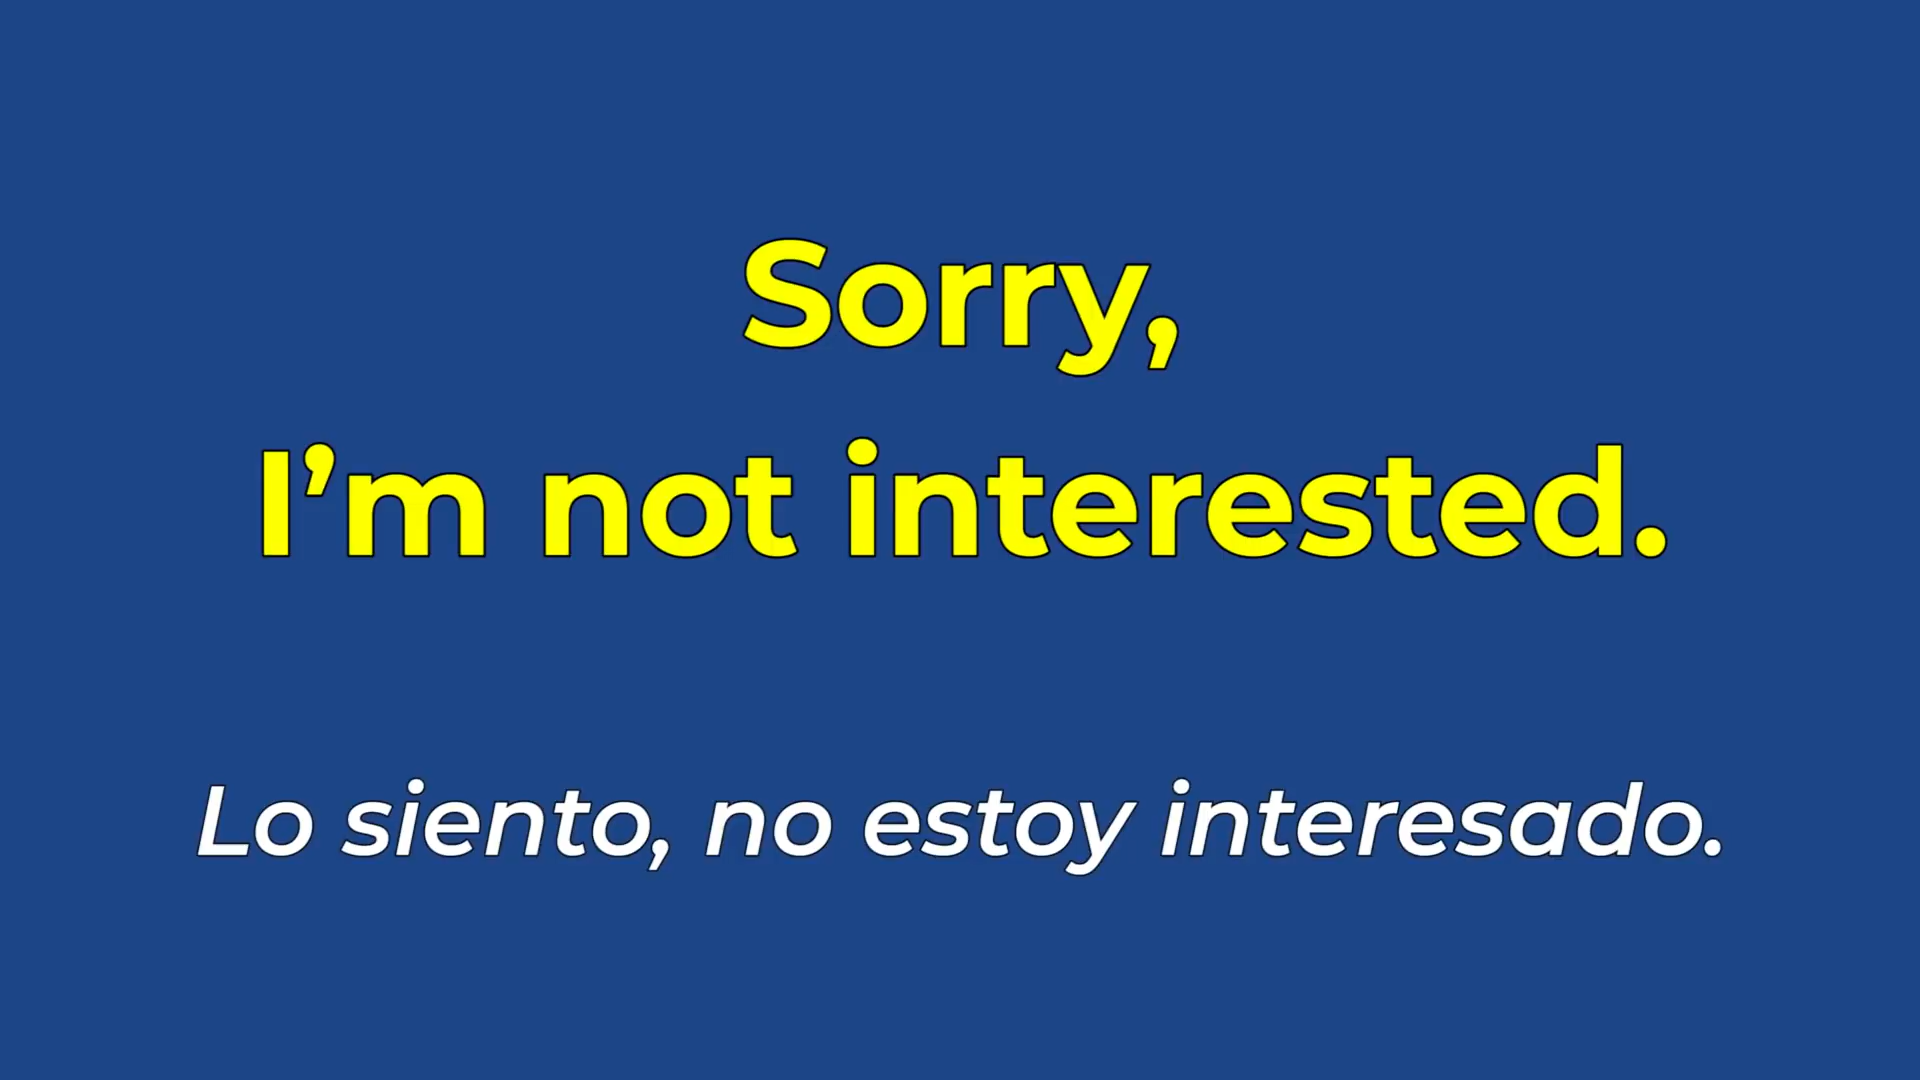 Sorry,
I’m not interested.
Lo siento, no estoy interesado.